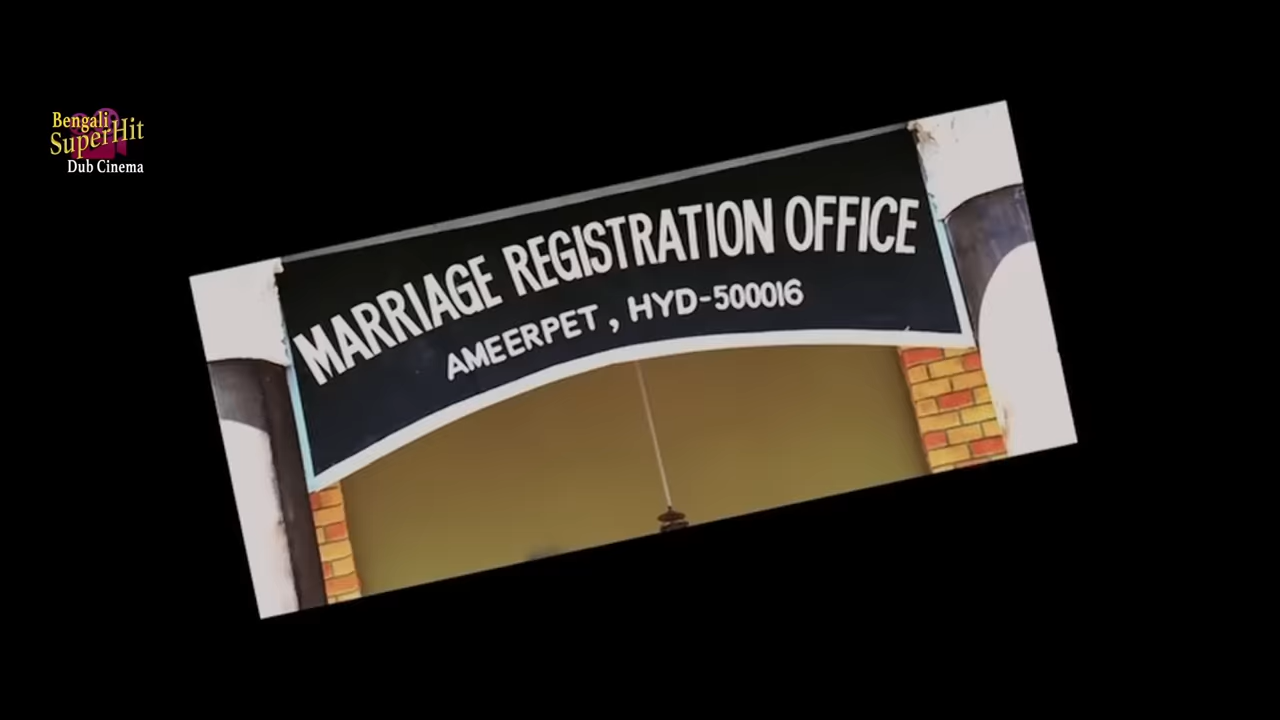 Bengali
SuperHit
Dub Cinema
MARRIAGE REGISTRATION OFFICE
AMEERPET, HYD-500016